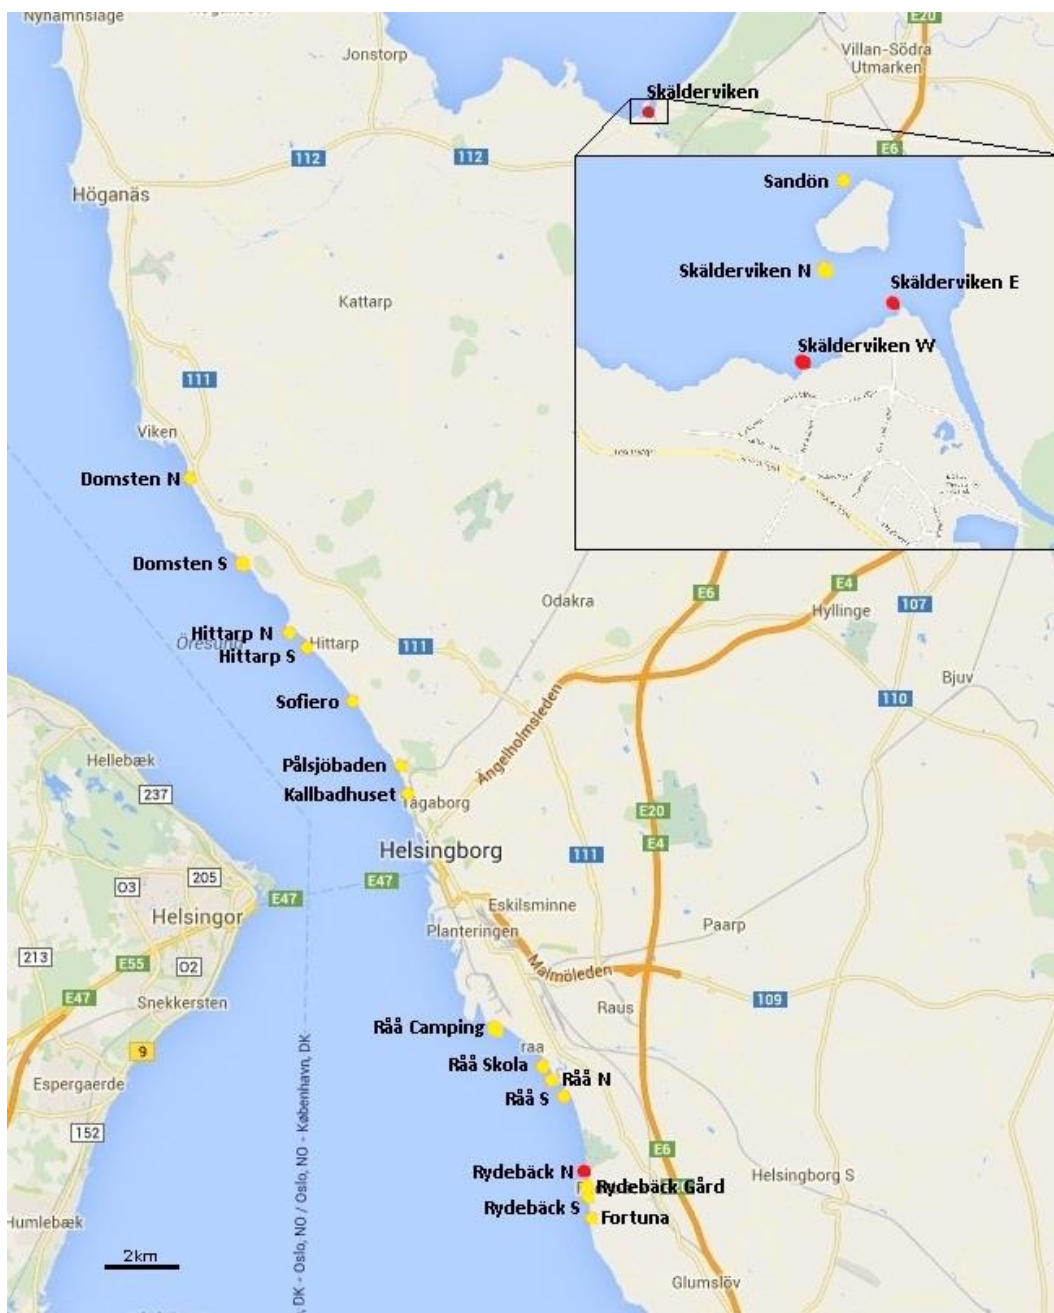 Nyhamnsläge
E20
Jonstorp
Villan-Södra
Utmarken
Skälderviken
112
112
E6
Höganäs
Sandön
Skälderviken N
Skälderviken E
Kattarp
Skälderviken W
111
Viken
Domsten N
Domsten S
E6
E4
Odakra
107
Hyllinge
Hittarp N
Öresund
Hittarp
Hittarp S
111
Bjuv
110
Sofiero
Ängelholmsleden
Hellebæk
Pålsjöbaden
237
Kallbadhuset
Tågaborg
E20
E4
Helsingborg
111
E47
205
O3
E47
Eskilsminne
Helsingor
Planteringen
Paarp
213
E55
O2
Malmöleden
E47
Snekkersten
109
Raus
Råå Camping
raa
9
Råå Skola
Råå N
Espergaerde
Råå S
152
E6
Rydebäck N
Helsingborg S
Rydebäck Gård
Rydebäck S
Fortuna
Humlebæk
2km
DK - Oslo, NO / Oslo, NO - København, DK
Glumslöv